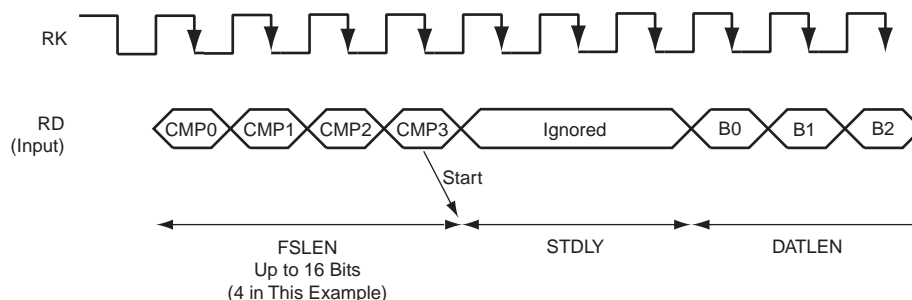 RK
RD
(Input)
CMP0 CMP1 CMP2 CMP3 Ignored B0 B1 B2
Start
FSLEN STDLY DATLEN
Up to 16 Bits
(4 in This Example)